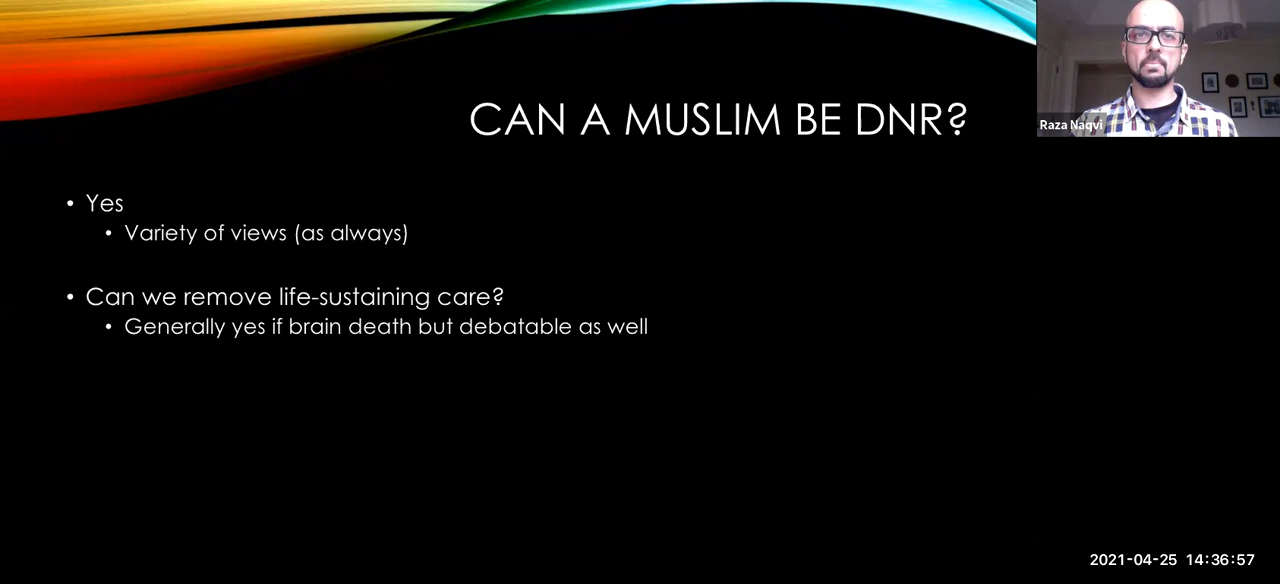 CAN A MUSLIM BE DNR?
Raza Naqvi
• Yes
• Variety of views (as always)
• Can we remove life-sustaining care?
• Generally yes if brain death but debatable as well
2021-04-25 14:36:57